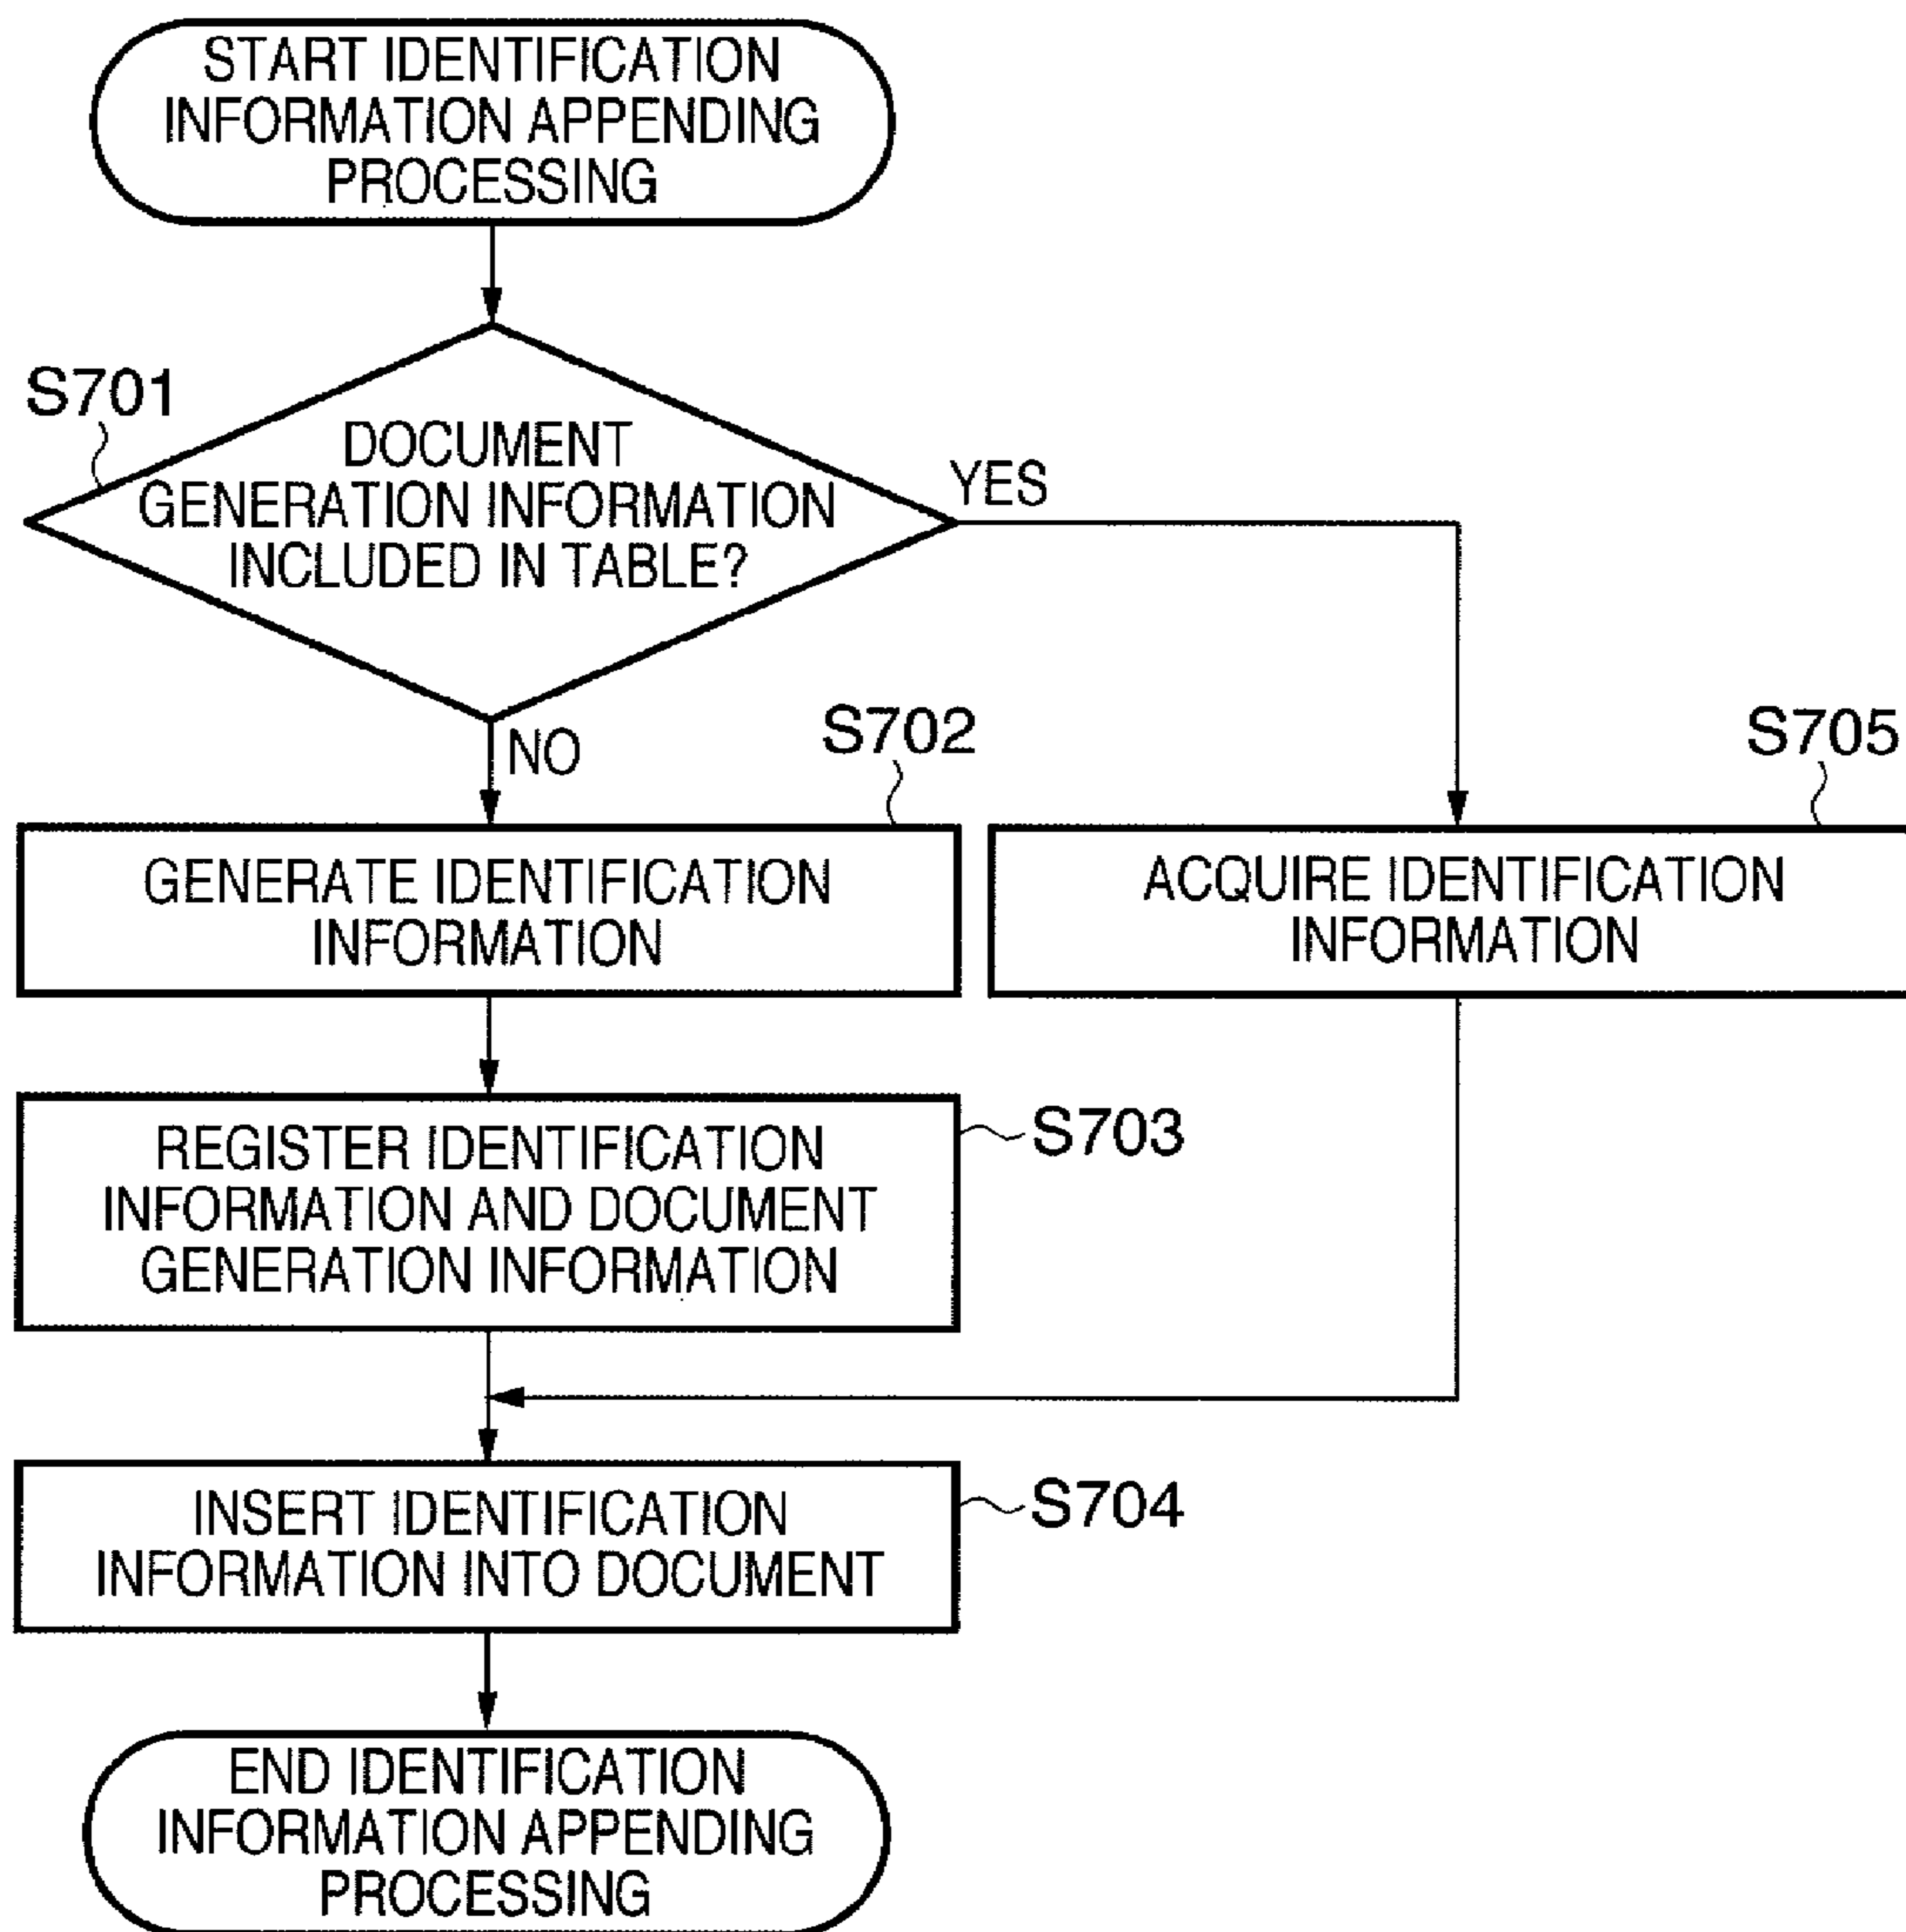 START IDENTIFICATION
INFORMATION APPENDING
PROCESSING
S701
DOCUMENT
GENERATION INFORMATION
INCLUDED IN TABLE?
YES
NO
S702
S705
GENERATE IDENTIFICATION
INFORMATION
ACQUIRE IDENTIFICATION
INFORMATION
REGISTER IDENTIFICATION
INFORMATION AND DOCUMENT
GENERATION INFORMATION
S703
INSERT IDENTIFICATION
INFORMATION INTO DOCUMENT
S704
END IDENTIFICATION
INFORMATION APPENDING
PROCESSING